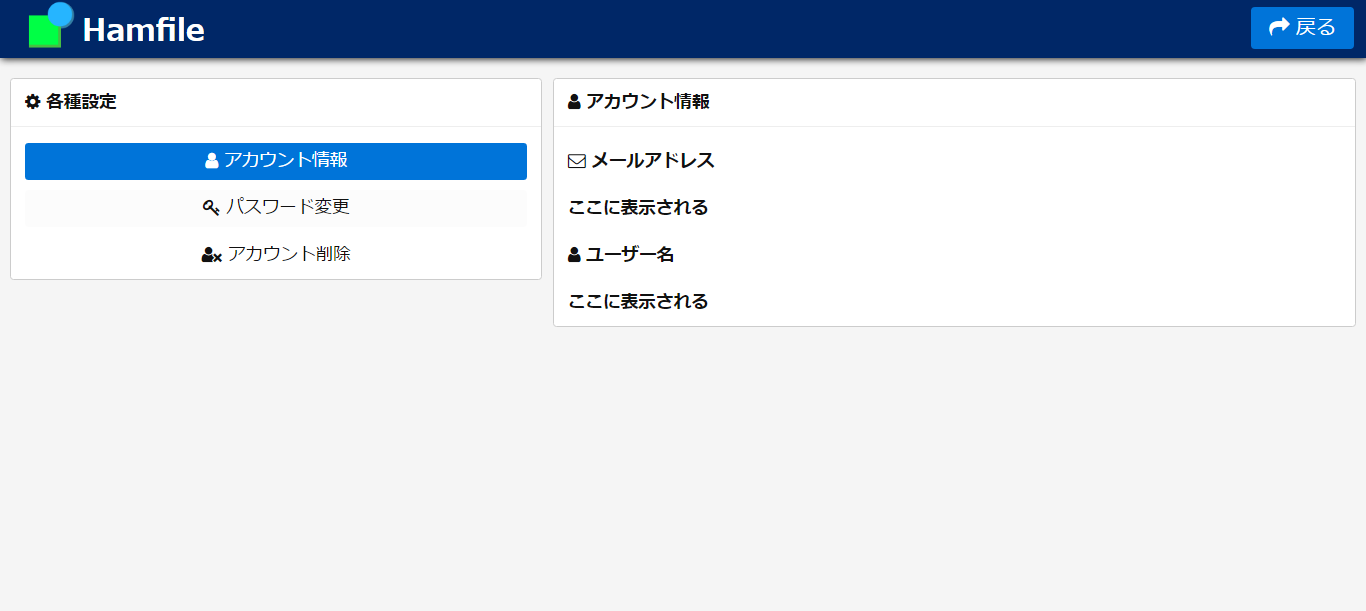 Hamfile
戻る
各種設定
アカウント情報
パスワード変更
アカウント削除
アカウント情報
メールアドレス
ここに表示される
ユーザー名
ここに表示される